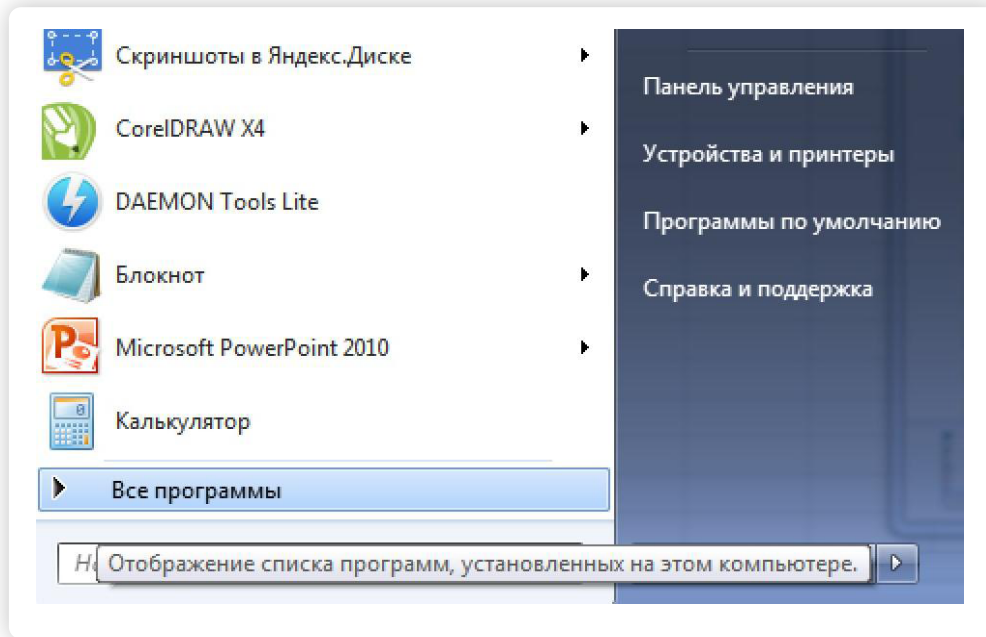 Скриншоты в Яндекс.Диске
CorelDRAW X4
DAEMON Tools Lite
Блокнот
Microsoft PowerPoint 2010
Калькулятор
Все программы
Отображение списка программ, установленных на этом компьютере.
Панель управления
Устройства и принтеры
Программы по умолчанию
Справка и поддержка